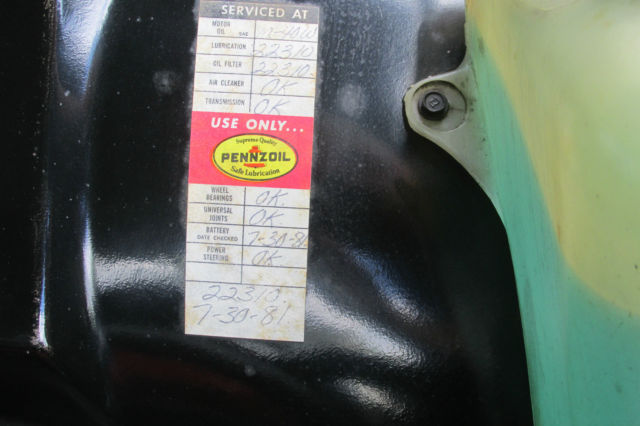 SERVICED AT
MOTOR OIL SAE 40W
LUBRICATION 22310
OIL FILTER 22310
AIR CLEANER OK
TRANSMISSION OK
USE ONLY...
Supreme Quality
PENNZOIL
Safe Lubrication
WHEEL BEARINGS OK
UNIVERSAL JOINTS OK
BATTERY DATE CHECKED 7-30-81
POWER STEERING OK
22310
7-30-81